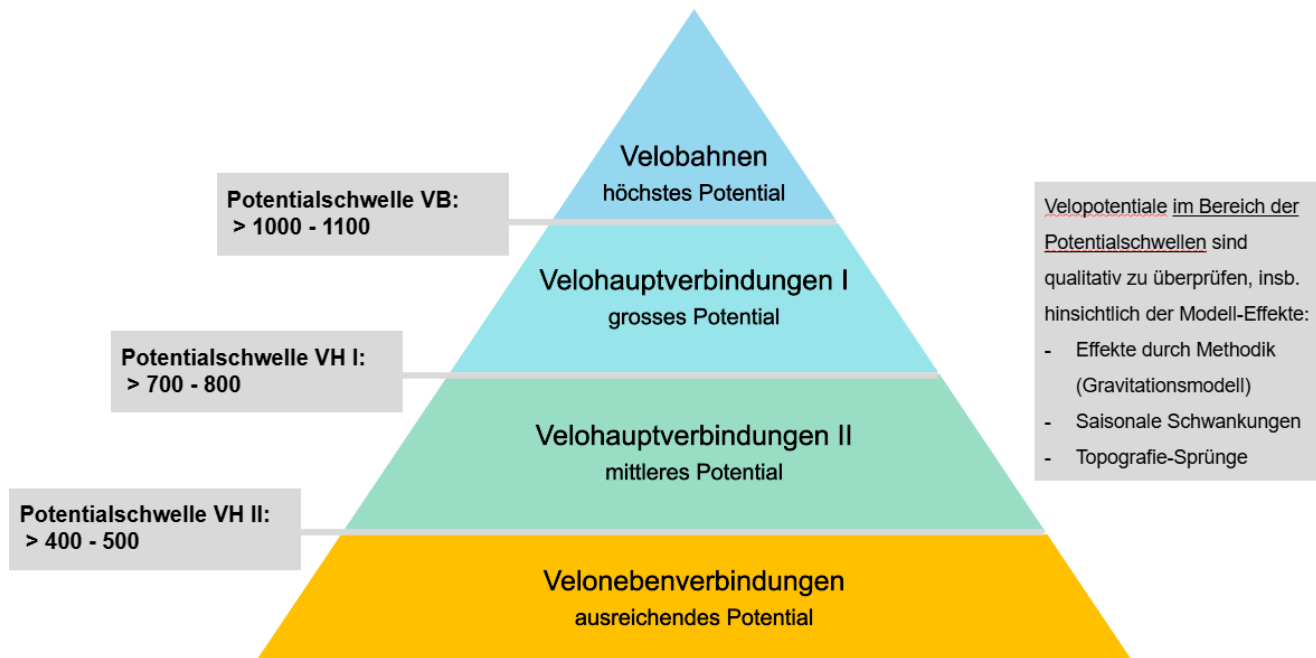 Velobahnen
höchstes Potential
Potentialschwelle VB:
> 1000 - 1100
Velohauptverbindungen I
grosses Potential
Potentialschwelle VH I:
> 700 - 800
Velohauptverbindungen II
mittleres Potential
Potentialschwelle VH II:
> 400 - 500
Velonebenverbindungen
ausreichendes Potential
Velopotentiale im Bereich der
Potentialschwellen sind
qualitativ zu überprüfen, insb.
hinsichtlich der Modell-Effekte:
- Effekte durch Methodik
(Gravitationsmodell)
- Saisonale Schwankungen
- Topografie-Sprünge